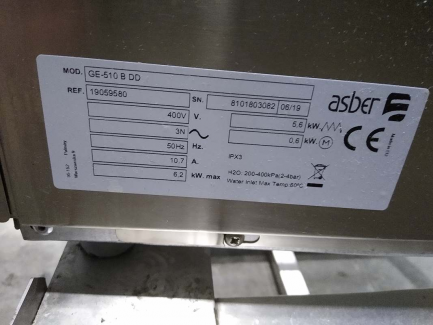 MOD. GE-510 B DD
REF. 19059580 SN. 8101803082 06/19
asber
400V V. 5,6 kW.
3N 0,6 kW. M
50Hz Hz. CE
10.7 A. IPX3
6,2 kW. max H2O: 200-400kPa(2-4bar)
Water Inlet Max Temp 60ºC